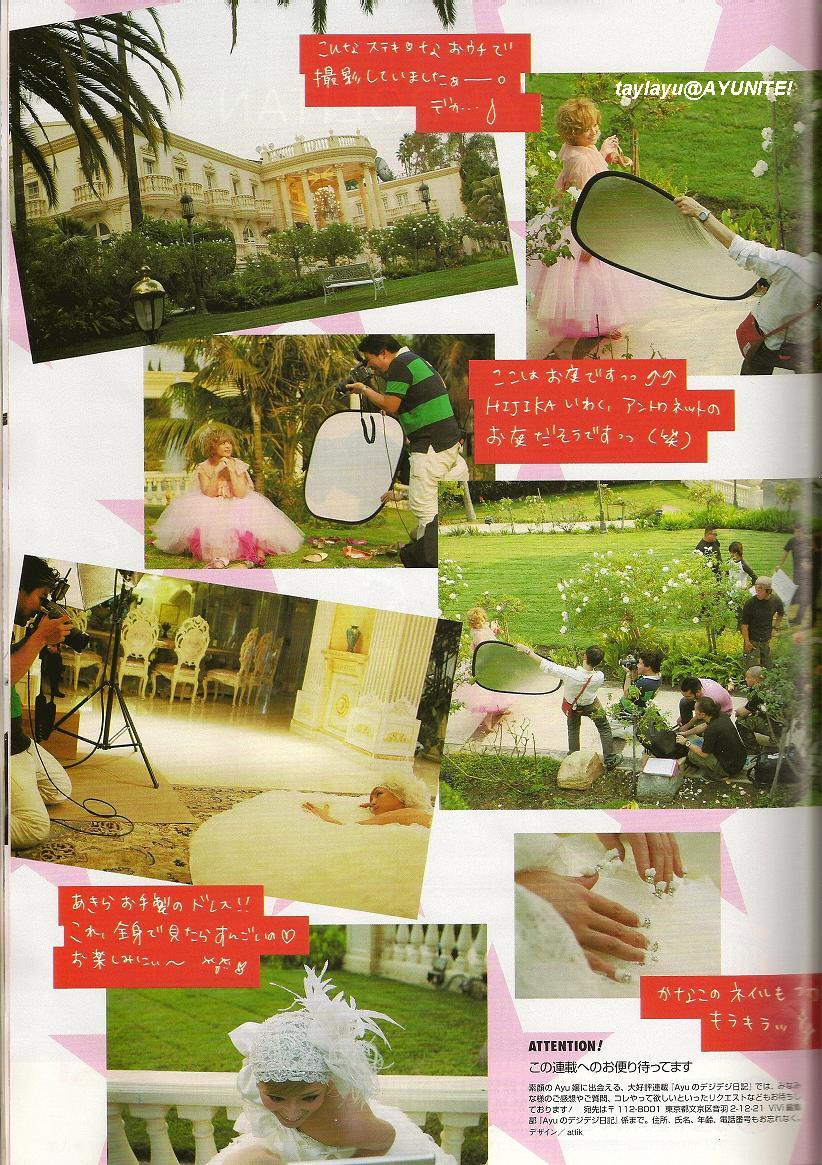 こんなステキなおウチで
撮影していましたぁー。
デカ…
taylayu@AYUNITE!
ここはお庭ですっっ
HIJIKAいわく、アントワネットの
お庭だそうですっっ(笑)
あきらお手製のドレス!!
これ、全身で見たらすんごいの♡
お楽しみにぃ〜
かなこのネイルも
キラキラッ
ATTENTION!
この連載へのお便り待ってます
素顔のAyu嬢に出会える、大好評連載『Ayuのデジデジ日記』では、みな
な様のご感想やご質問、コレやって欲しいといったリクエストなどもお待ち
ております! 宛先は〒112-8001 東京都文京区音羽2-12-21 ViVi編集
部『Ayuのデジデジ日記』係まで。住所、氏名、年齢、電話番号もお忘れなく。
デザイン/attik